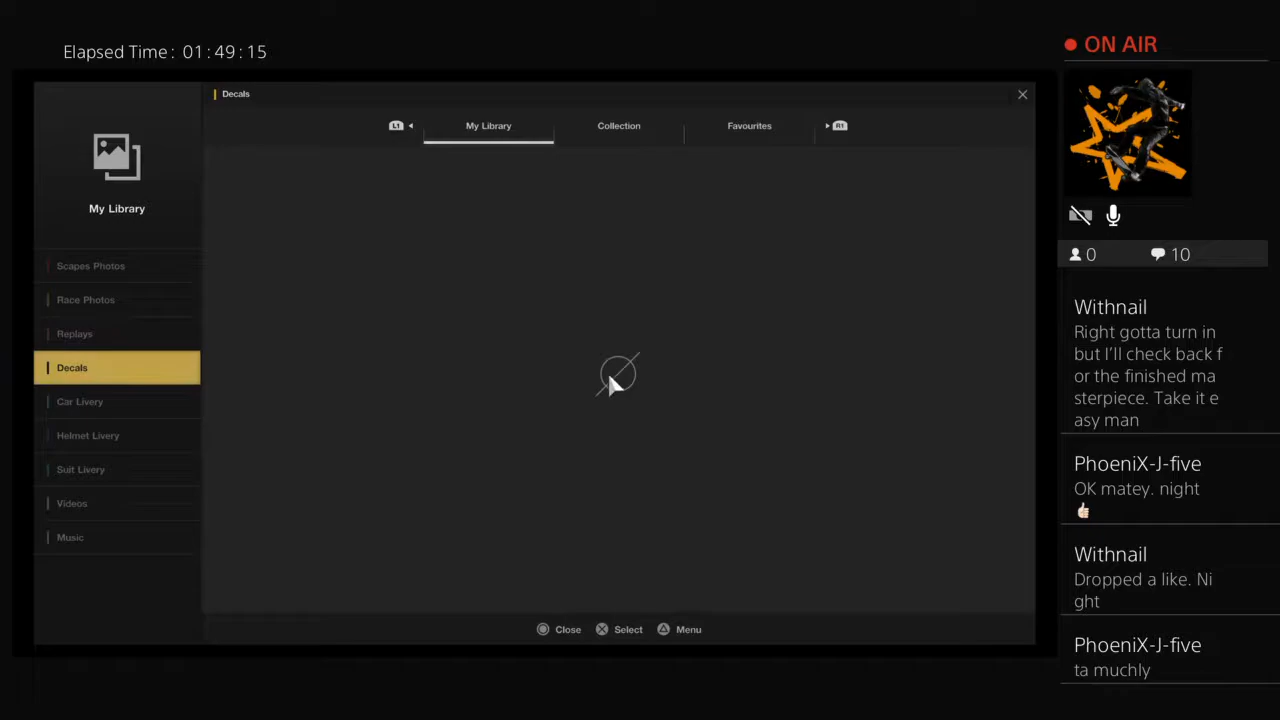 Elapsed Time: 01:49:15
ON AIR
Decals
L1
My Library
Collection
Favourites
R1
My Library
Scapes Photos
Race Photos
Replays
Decals
Car Livery
Helmet Livery
Suit Livery
Videos
Music
Close
Select
Menu
0
10
Withnail
Right gotta turn in
but I'll check back f
or the finished ma
sterpiece. Take it e
asy man
PhoeniX-J-five
OK matey. night
👍🏻
Withnail
Dropped a like. Ni
ght
PhoeniX-J-five
ta muchly